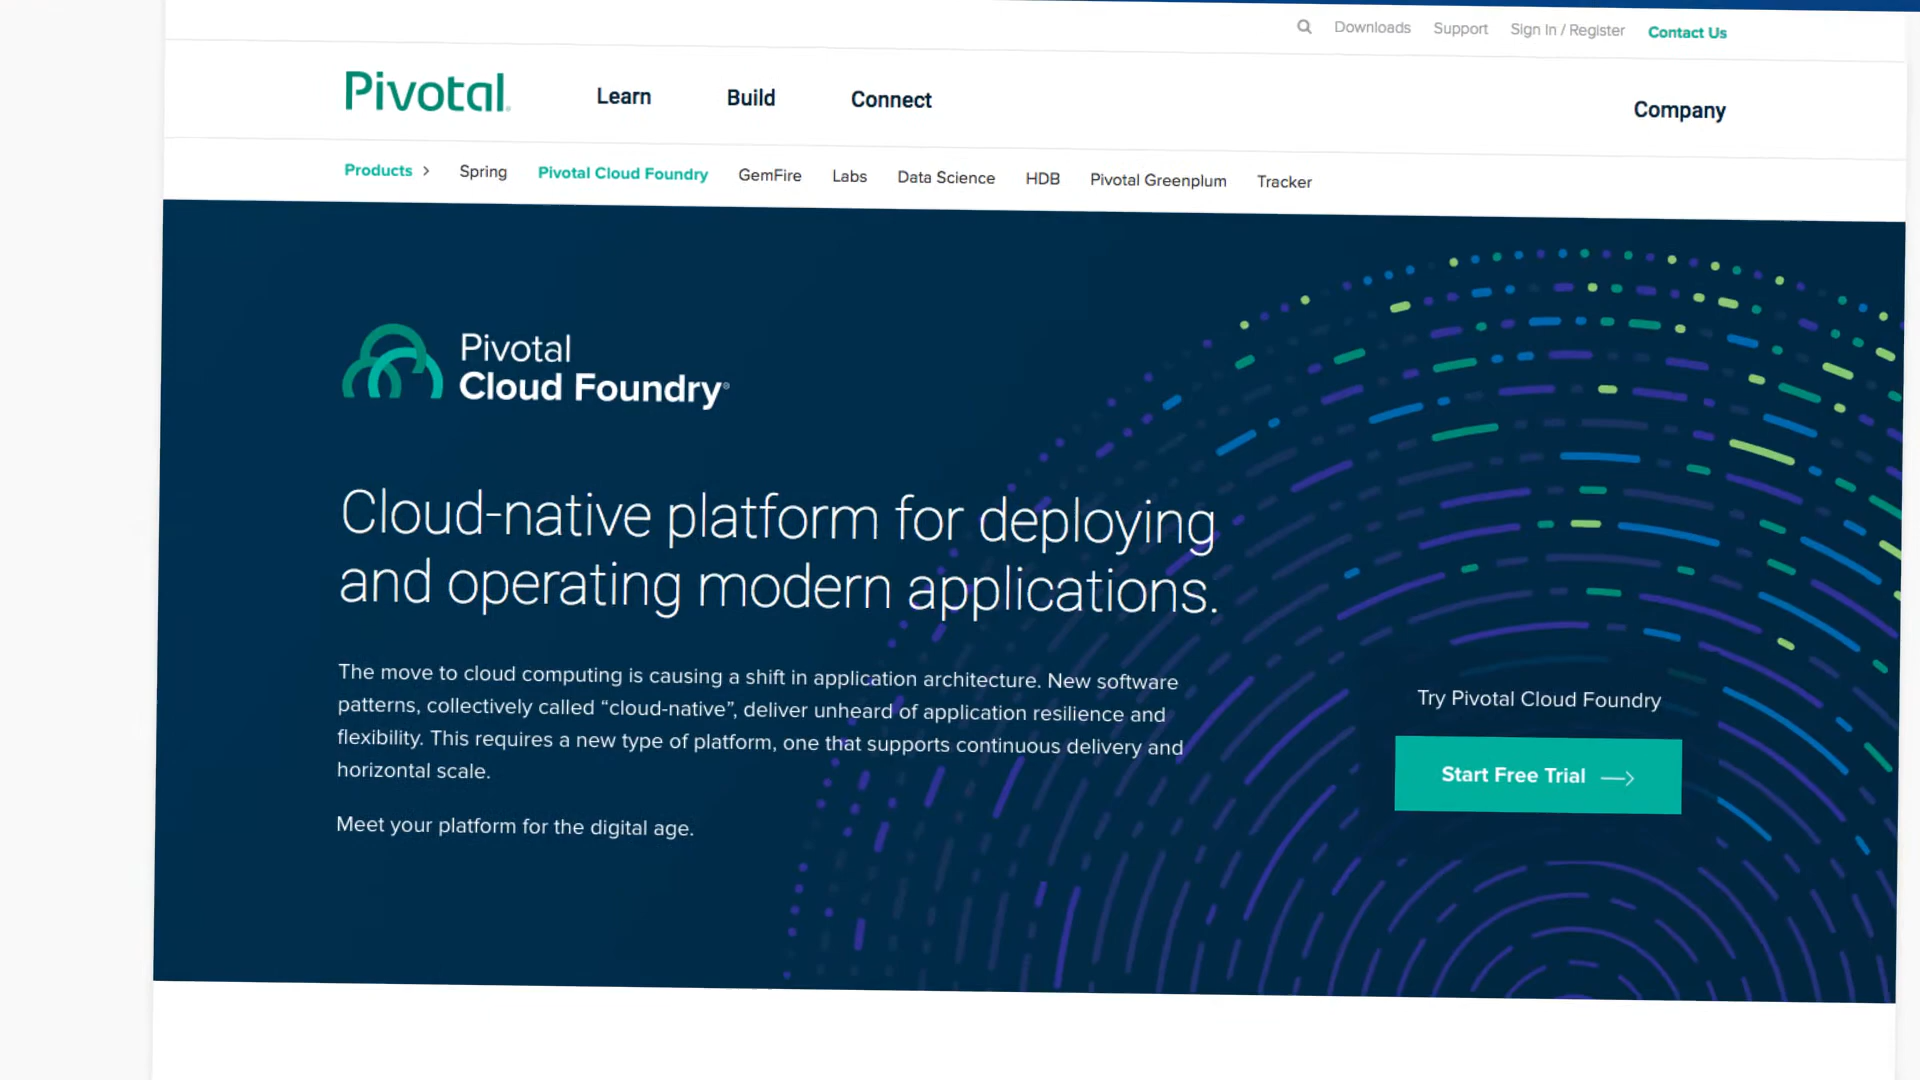 Downloads Support Sign In / Register Contact Us
Pivotal Learn Build Connect Company
Products Spring Pivotal Cloud Foundry GemFire Labs Data Science HDB Pivotal Greenplum Tracker
Pivotal
Cloud Foundry®
Cloud-native platform for deploying
and operating modern applications.
The move to cloud computing is causing a shift in application architecture. New software
patterns, collectively called “cloud-native”, deliver unheard of application resilience and
flexibility. This requires a new type of platform, one that supports continuous delivery and
horizontal scale.
Meet your platform for the digital age.
Try Pivotal Cloud Foundry
Start Free Trial